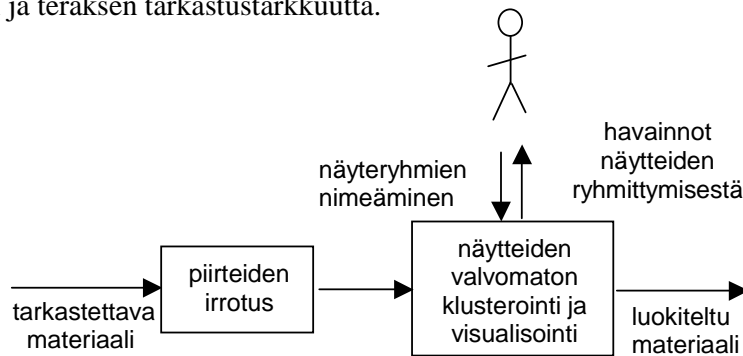 ja teräksen tarkastustarkkuutta.
havainnot
näytteiden
ryhmittymisestä
näyteryhmien
nimeäminen
piirteiden
irrotus
näytteiden
valvomaton
klusterointi ja
visualisointi
tarkastettava
materiaali
luokiteltu
materiaali